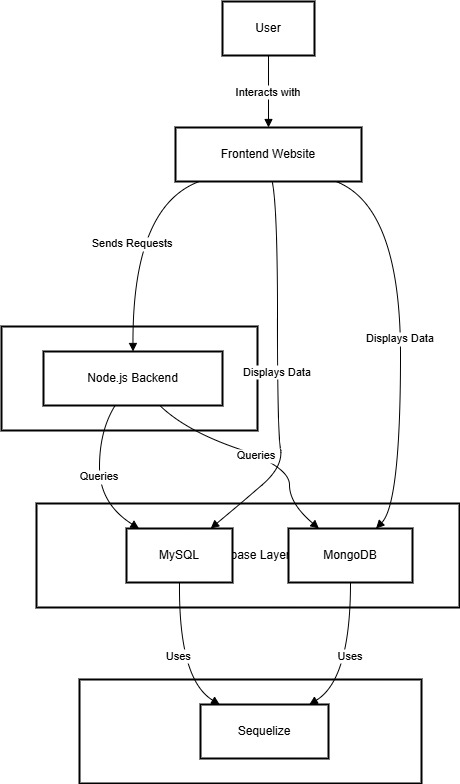 User
Interacts with
Frontend Website
Sends Requests
Displays Data
Displays Data
Node.js Backend
Queries
Queries
MySQL
base Layer
MongoDB
Uses
Uses
Sequelize